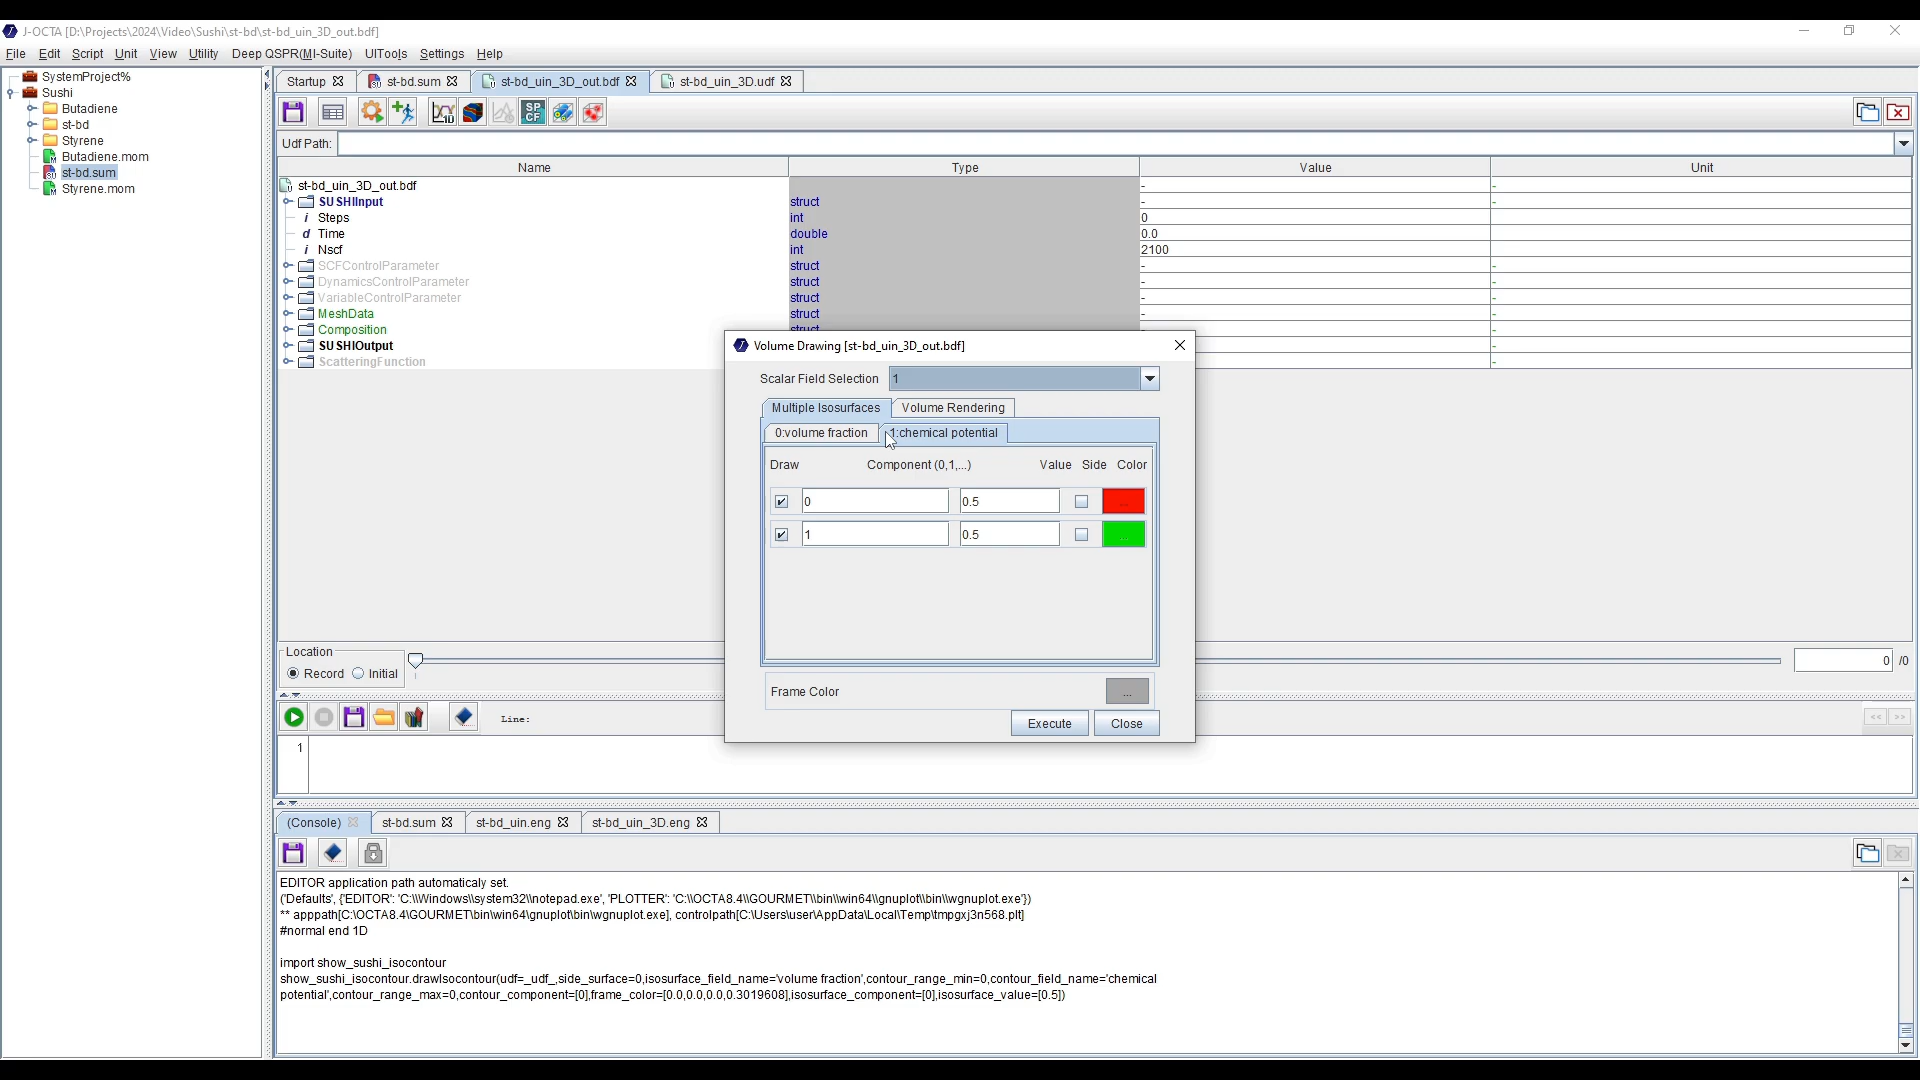 J-OCTA [D:\Projects\2024\Video\Sushi\st-bd\st-bd_uin_3D_out.bdf]
File Edit Script Unit View Utility Deep QSPR(MI-Suite) UITools Settings Help
SystemProject%
Sushi
Butadiene
st-bd
Styrene
Butadiene.mom
st-bd.sum
Styrene.mom
Startup st-bd.sum st-bd_uin_3D_out.bdf st-bd_uin_3D.udf
1D SP CF
Udf Path:
Name Type Value Unit
st-bd_uin_3D_out.bdf - -
SUSHIInput struct - -
i Steps int 0
d Time double 0.0
i Nscf int 2100
SCFControlParameter struct - -
DynamicsControlParameter struct - -
VariableControlParameter struct - -
MeshData struct - -
Composition struct - -
SUSHIOutput -
ScatteringFunction -
Volume Drawing [st-bd_uin_3D_out.bdf]
Scalar Field Selection 1
Multiple Isosurfaces Volume Rendering
0:volume fraction 1:chemical potential
Draw Component (0,1,...) Value Side Color
0 0.5 ...
1 0.5 ...
Frame Color ...
Execute Close
Location
Record Initial 0 /0
Line: << >>
1
(Console) st-bd.sum st-bd_uin.eng st-bd_uin_3D.eng
EDITOR application path automaticaly set.
('Defaults', {'EDITOR': 'C:\\Windows\\system32\\notepad.exe', 'PLOTTER': 'C:\\OCTA8.4\\GOURMET\\bin\\win64\\gnuplot\\bin\\wgnuplot.exe'})
** apppath[C:\OCTA8.4\GOURMET\bin\win64\gnuplot\bin\wgnuplot.exe], controlpath[C:\Users\user\AppData\Local\Temp\tmpgxj3n568.plt]
#normal end 1D
import show_sushi_isocontour
show_sushi_isocontour.drawIsocontour(udf=_udf_,side_surface=0,isosurface_field_name='volume fraction',contour_range_min=0,contour_field_name='chemical
potential',contour_range_max=0,contour_component=[0],frame_color=[0.0,0.0,0.0,0.3019608],isosurface_component=[0],isosurface_value=[0.5])